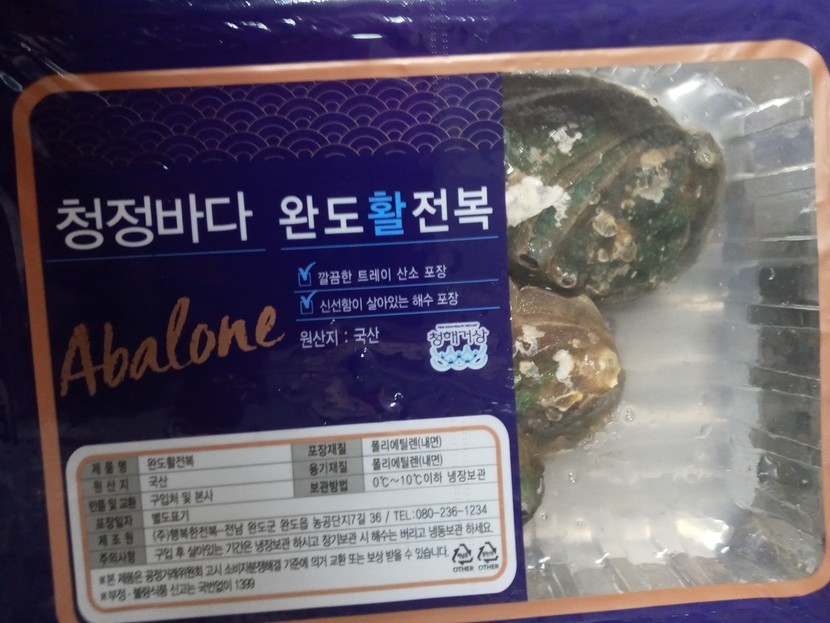 청정바다 완도활전복
깔끔한 트레이 산소 포장
신선함이 살아있는 해수 포장
Abalone
원산지 : 국산
청해거상
제 품 명 완도활전복 포장재질 폴리에틸렌(내면)
원 산 지 국산 용기재질 폴리에틸렌(내면)
반품 및 교환 구입처 및 본사 보관방법 0℃~10℃이하 냉장보관
포장일자 별도표기
제 조 원 (주)행복한전복-전남 완도군 완도읍 농공단지7길 36 / TEL:080-236-1234
주의사항 구입 후 살아있는 기간은 냉장보관 하시고 장기보관 시 해수는 버리고 냉동보관 하세요.
※본 제품은 공정거래위원회 고시 소비자분쟁해결 기준에 의거 교환 또는 보상 받을 수 있습니다.
OTHER OTHER
※부정·불량식품 신고는 국번없이 1399